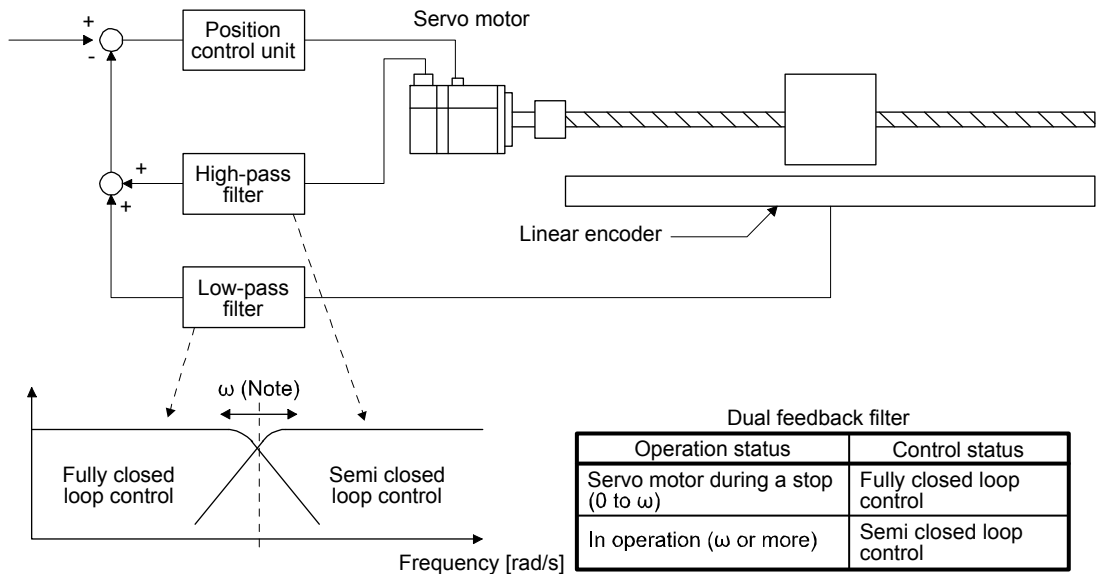 Servo motor
+
-
Position
control unit
+
+
High-pass
filter
Linear encoder
Low-pass
filter
ω (Note)
Fully closed
loop control
Semi closed
loop control
Frequency [rad/s]
Dual feedback filter
Operation status
Control status
Servo motor during a stop
(0 to ω)
Fully closed loop
control
In operation (ω or more)
Semi closed loop
control